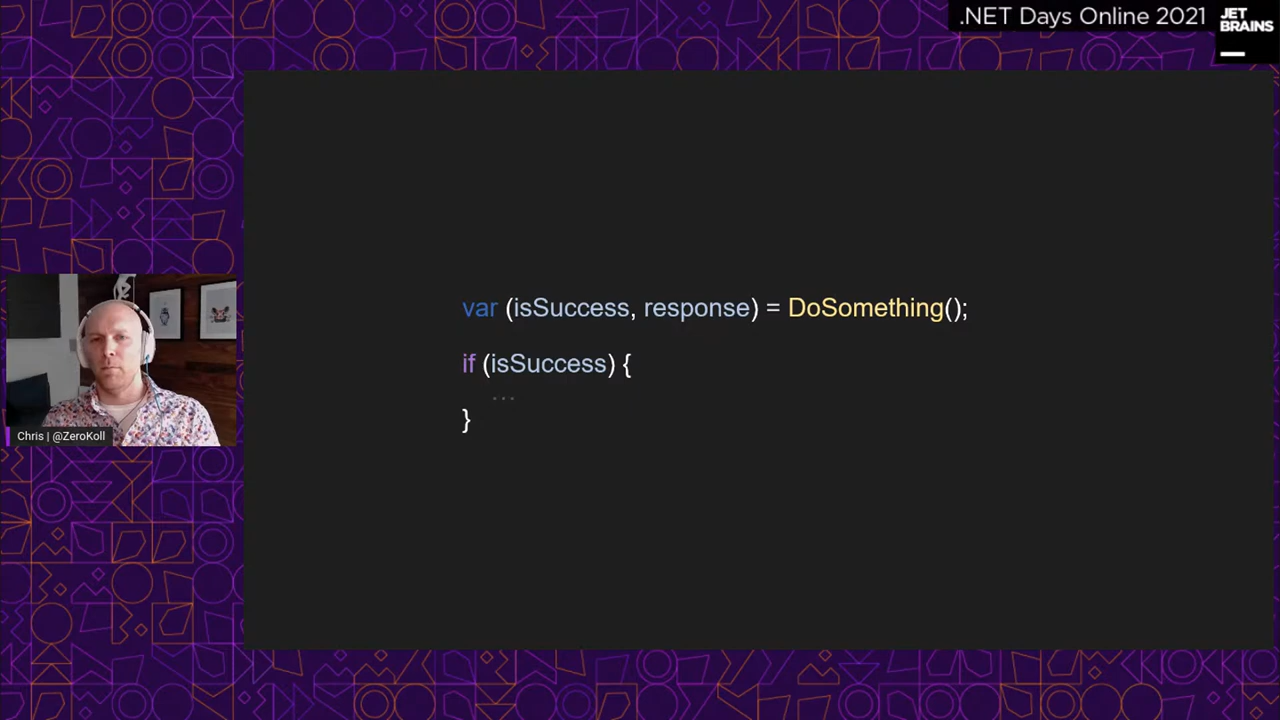 .NET Days Online 2021
JET
BRAINS
var (isSuccess, response) = DoSomething();
if (isSuccess) {
...
}
Chris | @ZeroKoll